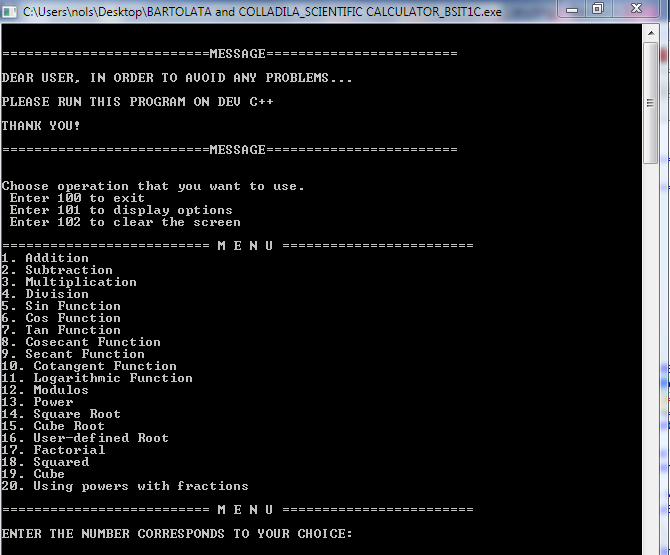 C:\Users\nols\Desktop\BARTOLATA and COLLADILA_SCIENTIFIC CALCULATOR_BSIT1C.exe
==========================MESSAGE========================
DEAR USER, IN ORDER TO AVOID ANY PROBLEMS...
PLEASE RUN THIS PROGRAM ON DEV C++
THANK YOU!
==========================MESSAGE========================
Choose operation that you want to use.
Enter 100 to exit
Enter 101 to display options
Enter 102 to clear the screen
========================== M E N U ========================
1. Addition
2. Subtraction
3. Multiplication
4. Division
5. Sin Function
6. Cos Function
7. Tan Function
8. Cosecant Function
9. Secant Function
10. Cotangent Function
11. Logarithmic Function
12. Modulos
13. Power
14. Square Root
15. Cube Root
16. User-defined Root
17. Factorial
18. Squared
19. Cube
20. Using powers with fractions
========================== M E N U ========================
ENTER THE NUMBER CORRESPONDS TO YOUR CHOICE: